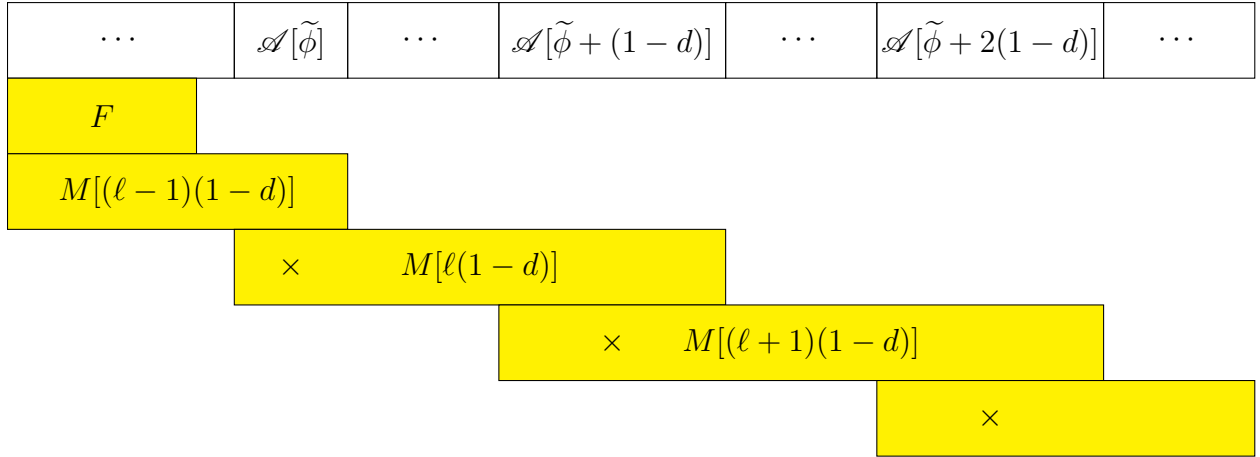 ⋯ 𝒜[ϕ̃] ⋯ 𝒜[ϕ̃ + (1 − d)] ⋯ 𝒜[ϕ̃ + 2(1 − d)] ⋯
F
M[(ℓ − 1)(1 − d)]
× M[ℓ(1 − d)]
× M[(ℓ + 1)(1 − d)]
×